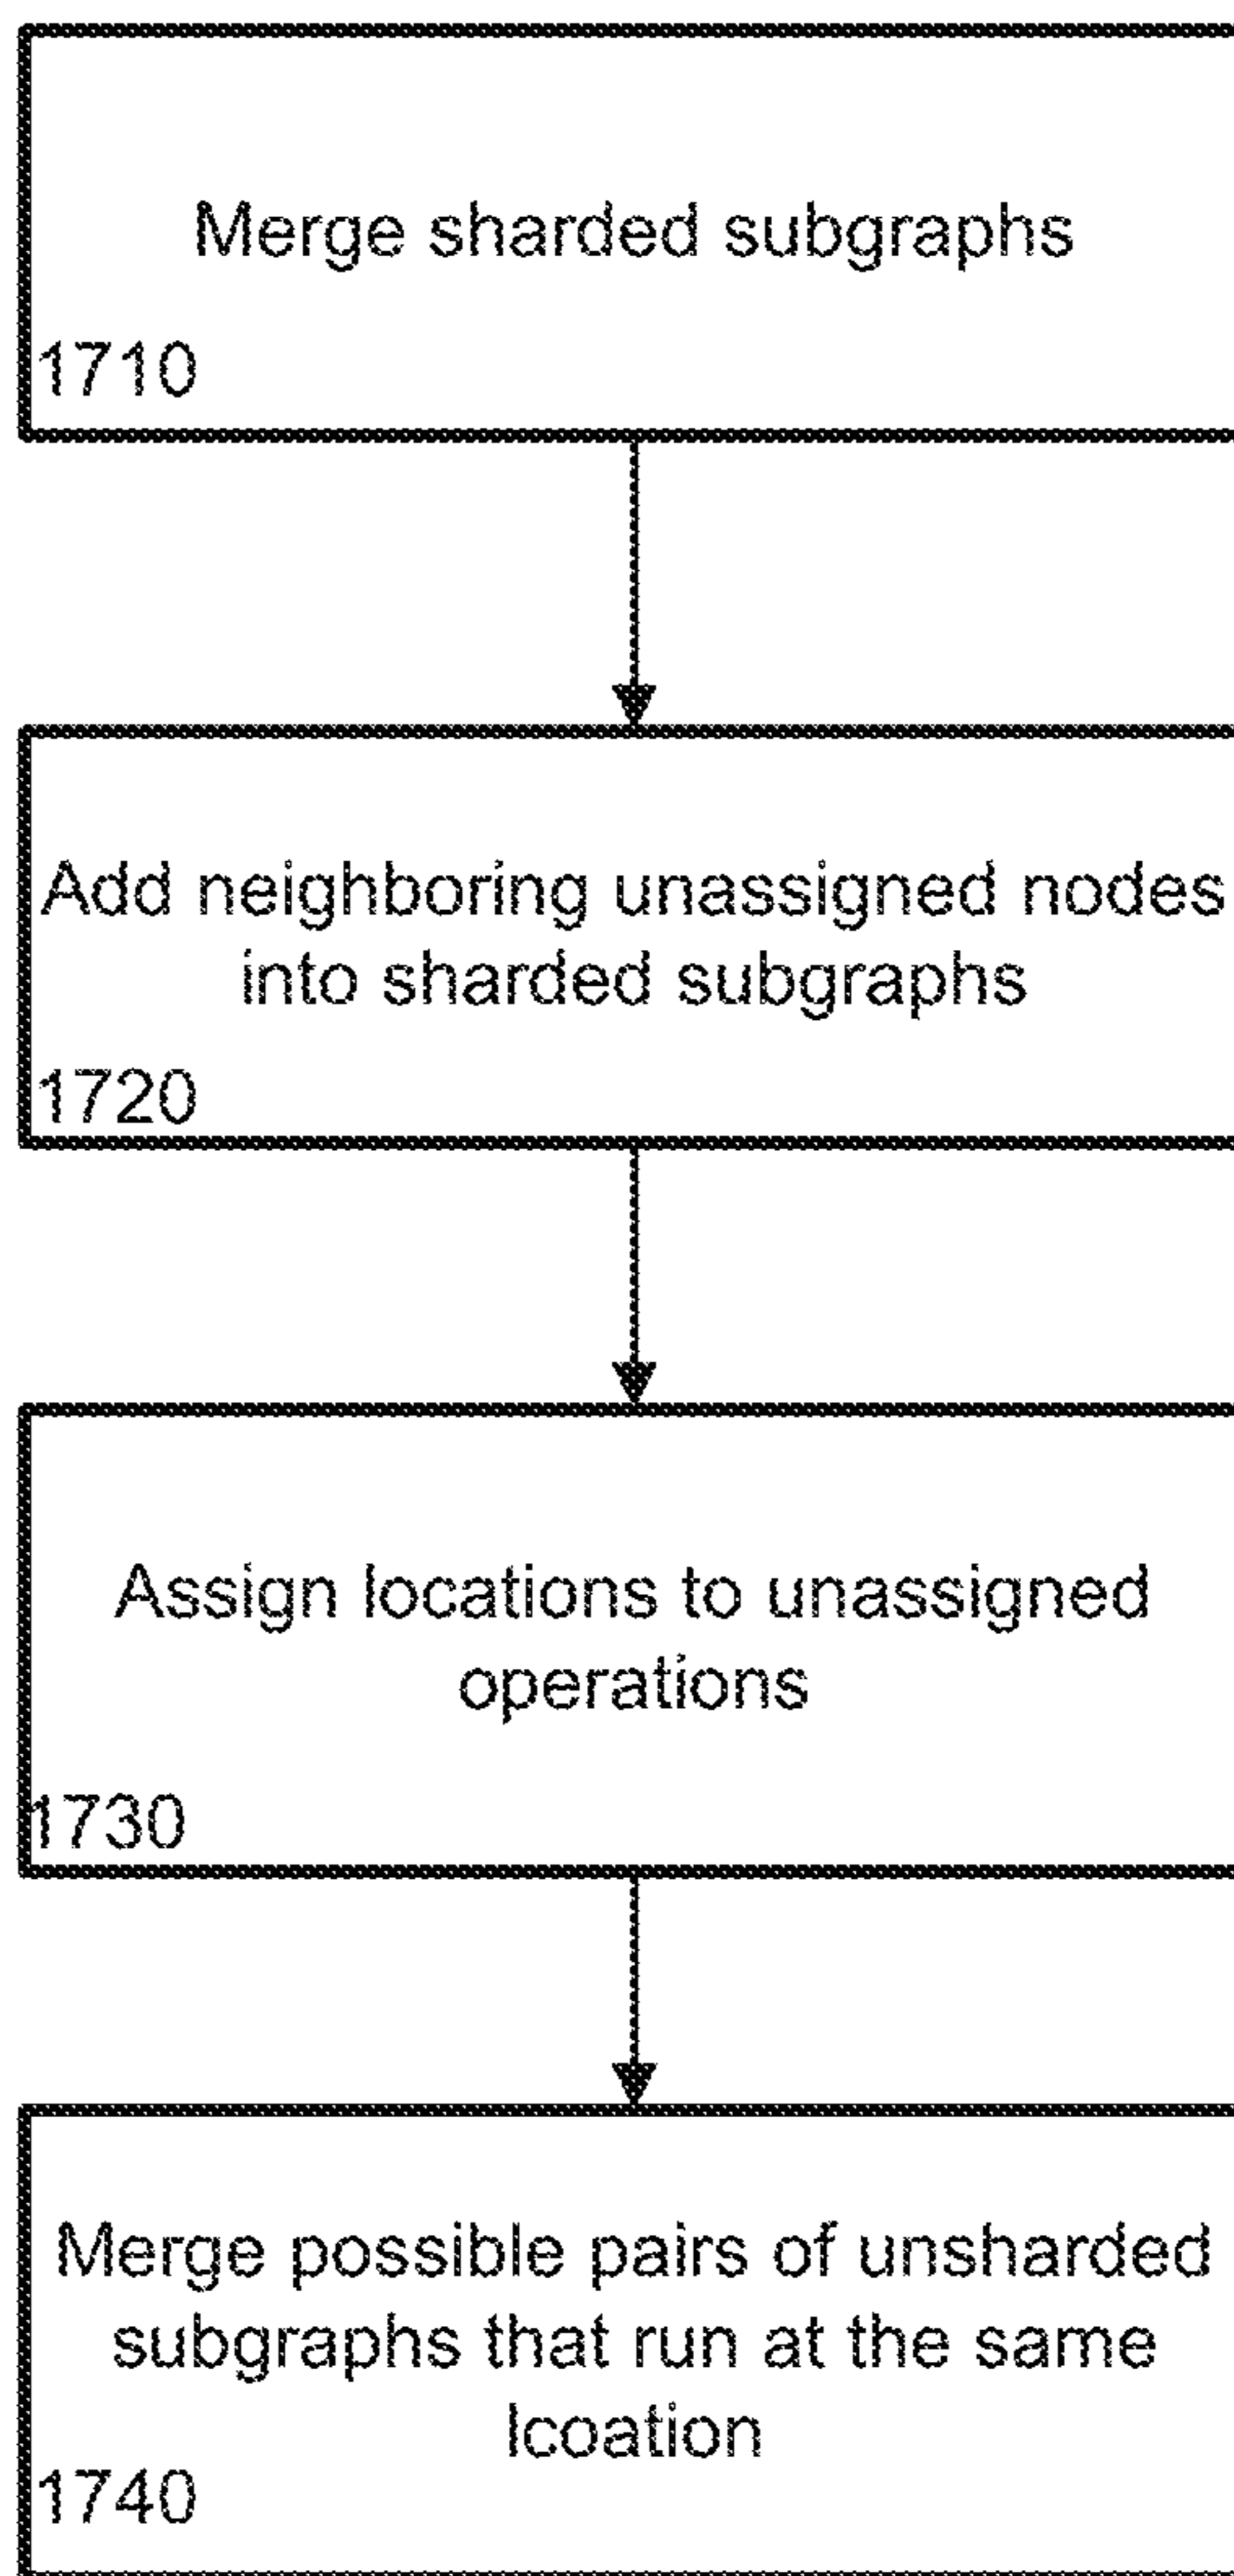 Merge sharded subgraphs
1710
Add neighboring unassigned nodes
into sharded subgraphs
1720
Assign locations to unassigned
operations
1730
Merge possible pairs of unsharded
subgraphs that run at the same
lcoation
1740